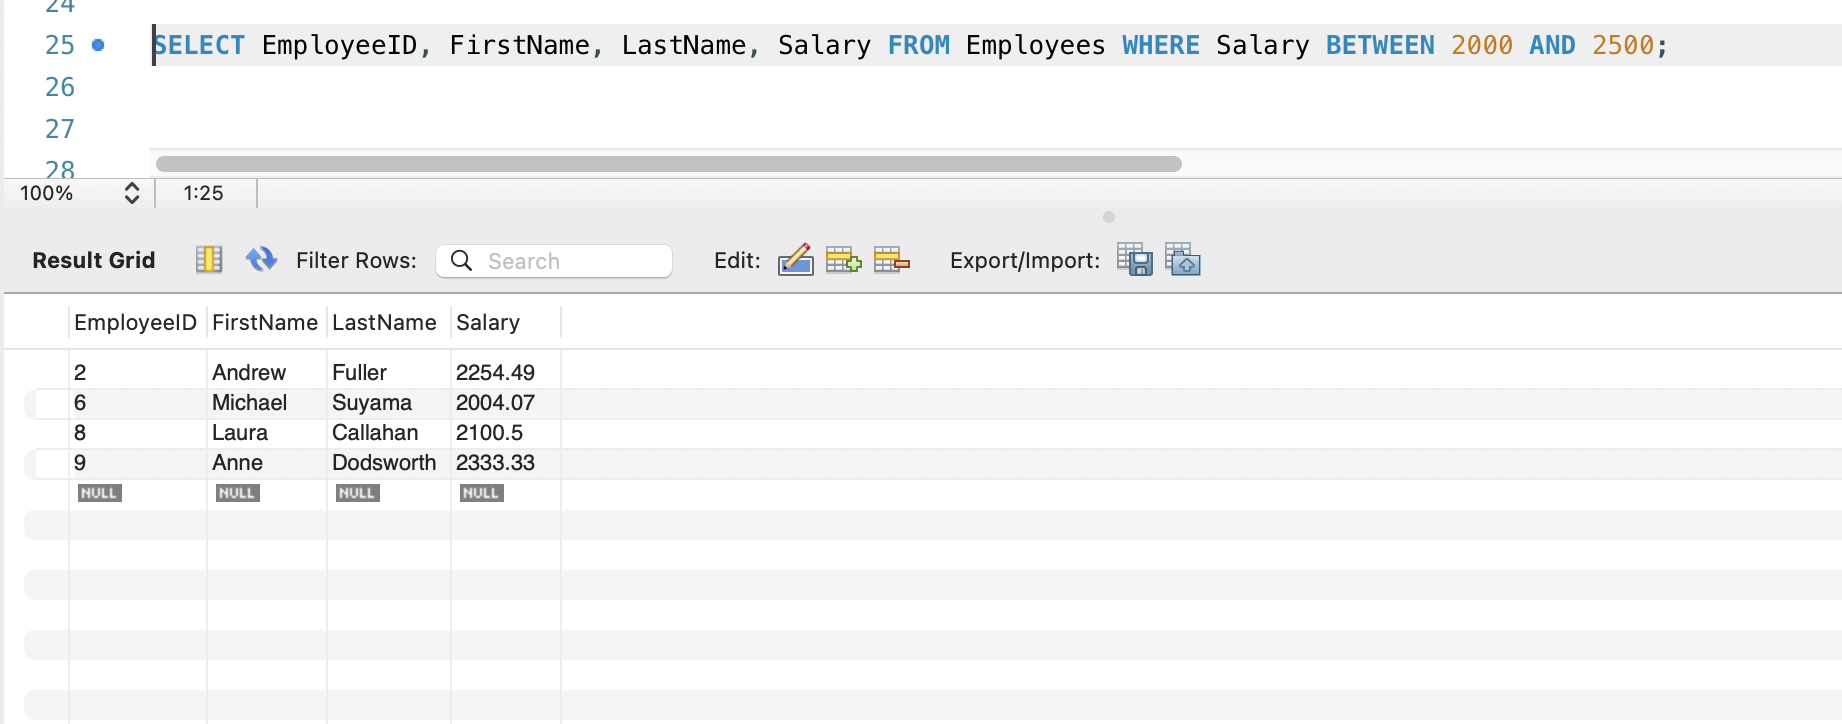 24
25 SELECT EmployeeID, FirstName, LastName, Salary FROM Employees WHERE Salary BETWEEN 2000 AND 2500;
26
27
28
100% 1:25
Result Grid Filter Rows: Search Edit: Export/Import:
EmployeeID FirstName LastName Salary
2 Andrew Fuller 2254.49
6 Michael Suyama 2004.07
8 Laura Callahan 2100.5
9 Anne Dodsworth 2333.33
NULL NULL NULL NULL